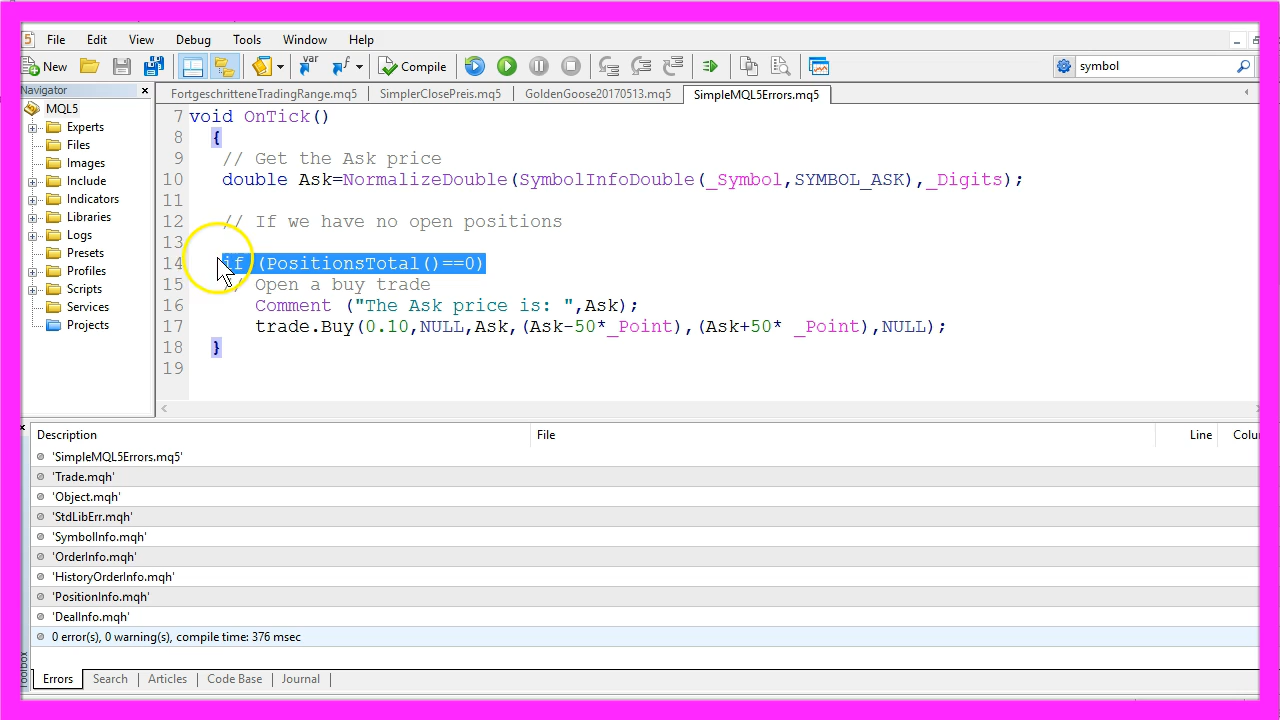 File Edit View Debug Tools Window Help
New Compile symbol
Navigator
FortgeschritteneTradingRange.mq5 SimplerClosePreis.mq5 GoldenGoose20170513.mq5 SimpleMQL5Errors.mq5
MQL5
Experts
Files
Images
Include
Indicators
Libraries
Logs
Presets
Profiles
Scripts
Services
Projects
7 void OnTick()
8 {
9 // Get the Ask price
10 double Ask=NormalizeDouble(SymbolInfoDouble(_Symbol,SYMBOL_ASK),_Digits);
11
12 // If we have no open positions
13
14 if (PositionsTotal()==0)
15 // Open a buy trade
16 Comment ("The Ask price is: ",Ask);
17 trade.Buy(0.10,NULL,Ask,(Ask-50*_Point),(Ask+50* _Point),NULL);
18 }
19
Description File Line Colu
'SimpleMQL5Errors.mq5'
'Trade.mqh'
'Object.mqh'
'StdLibErr.mqh'
'SymbolInfo.mqh'
'OrderInfo.mqh'
'HistoryOrderInfo.mqh'
'PositionInfo.mqh'
'DealInfo.mqh'
0 error(s), 0 warning(s), compile time: 376 msec
Toolbox
Errors Search Articles Code Base Journal